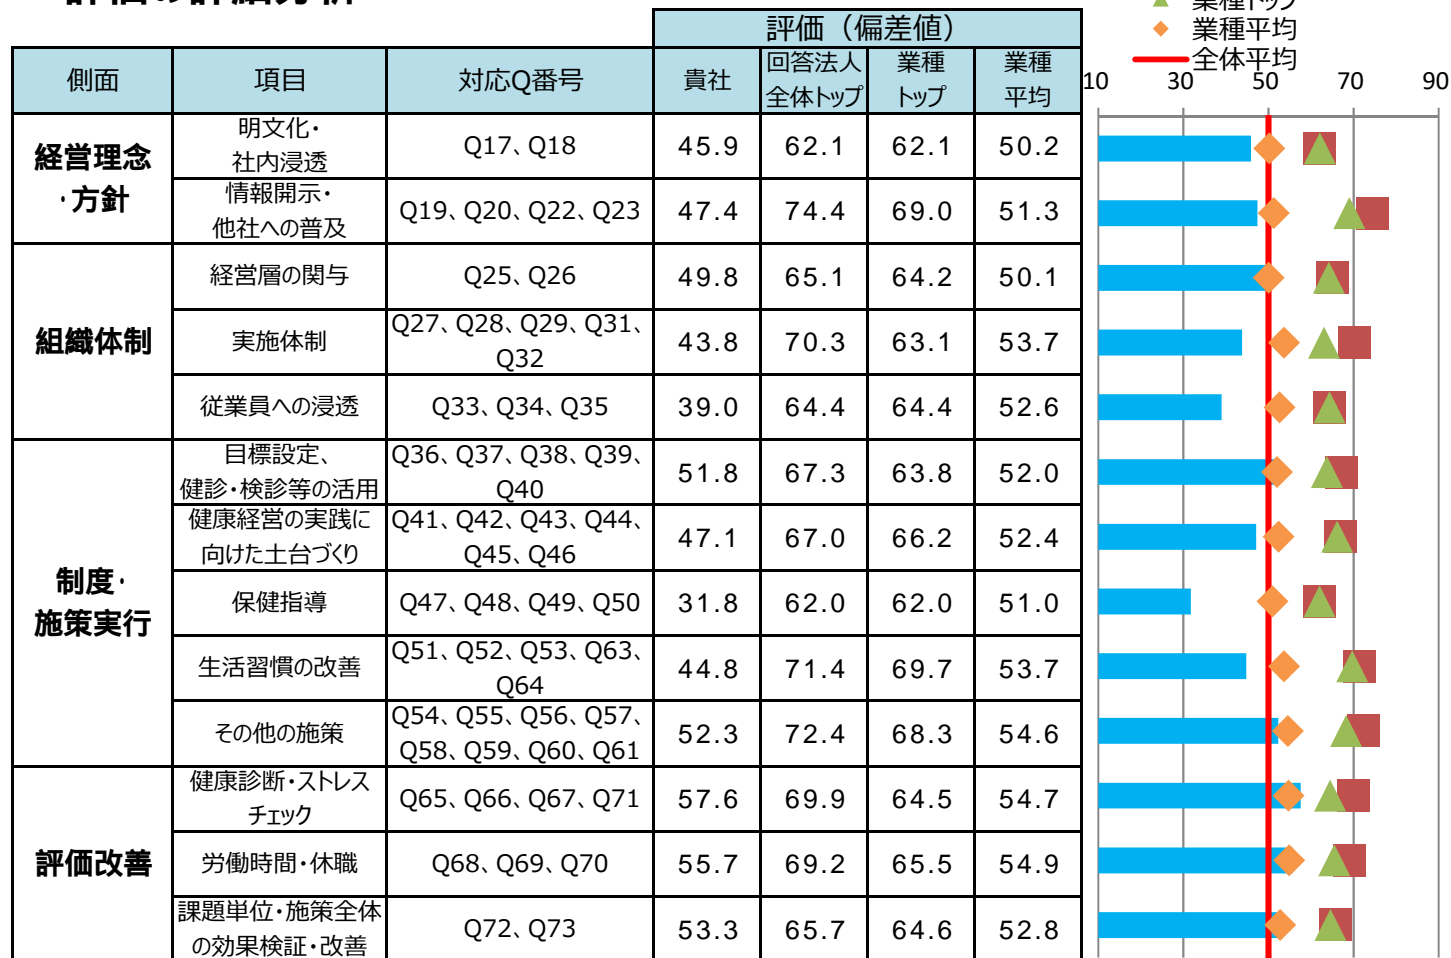 評価の詳細分析
業種トップ
業種平均
全体平均
評価（偏差値）
側面 項目 対応Q番号 貴社 回答法人全体トップ 業種トップ 業種平均
10 30 50 70 90
経営理念・方針
明文化・社内浸透 Q17、Q18 45.9 62.1 62.1 50.2
情報開示・他社への普及 Q19、Q20、Q22、Q23 47.4 74.4 69.0 51.3
組織体制
経営層の関与 Q25、Q26 49.8 65.1 64.2 50.1
実施体制 Q27、Q28、Q29、Q31、Q32 43.8 70.3 63.1 53.7
従業員への浸透 Q33、Q34、Q35 39.0 64.4 64.4 52.6
制度・施策実行
目標設定、健診・検診等の活用 Q36、Q37、Q38、Q39、Q40 51.8 67.3 63.8 52.0
健康経営の実践に向けた土台づくり Q41、Q42、Q43、Q44、Q45、Q46 47.1 67.0 66.2 52.4
保健指導 Q47、Q48、Q49、Q50 31.8 62.0 62.0 51.0
生活習慣の改善 Q51、Q52、Q53、Q63、Q64 44.8 71.4 69.7 53.7
その他の施策 Q54、Q55、Q56、Q57、Q58、Q59、Q60、Q61 52.3 72.4 68.3 54.6
評価改善
健康診断・ストレスチェック Q65、Q66、Q67、Q71 57.6 69.9 64.5 54.7
労働時間・休職 Q68、Q69、Q70 55.7 69.2 65.5 54.9
課題単位・施策全体の効果検証・改善 Q72、Q73 53.3 65.7 64.6 52.8